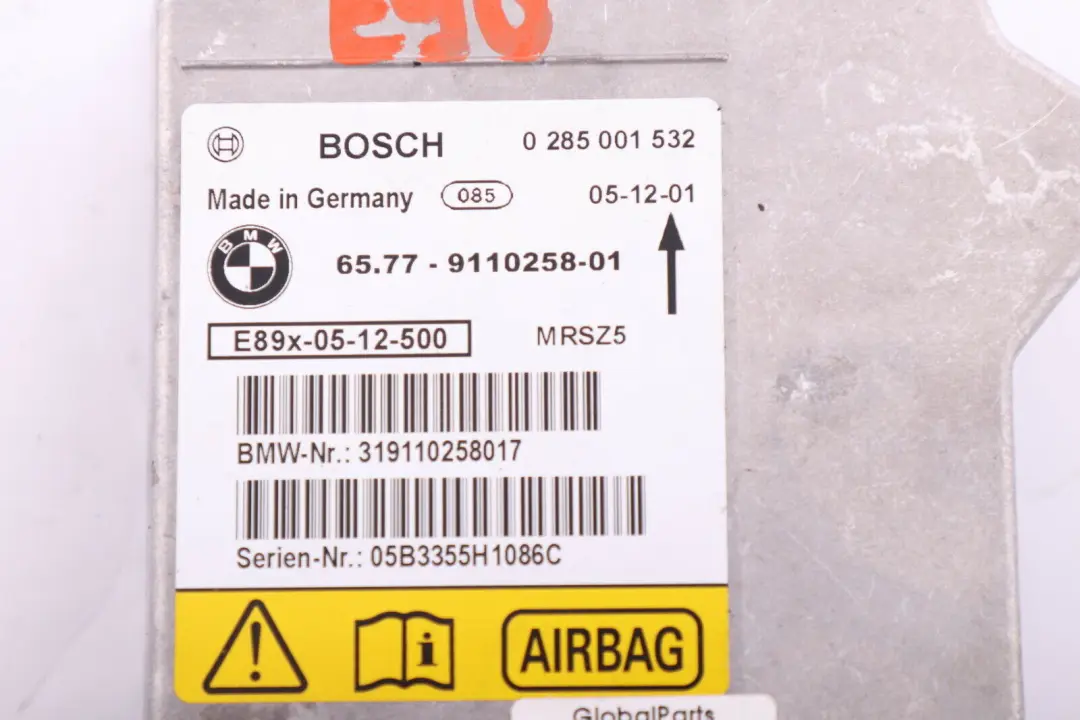 E90
BOSCH 0 285 001 532
Made in Germany 085 05-12-01
BMW 65.77 - 9110258-01
E89x-05-12-500 MRSZ5
BMW-Nr.: 319110258017
Serien-Nr.: 05B3355H1086C
! i AIRBAG
GlobalParts